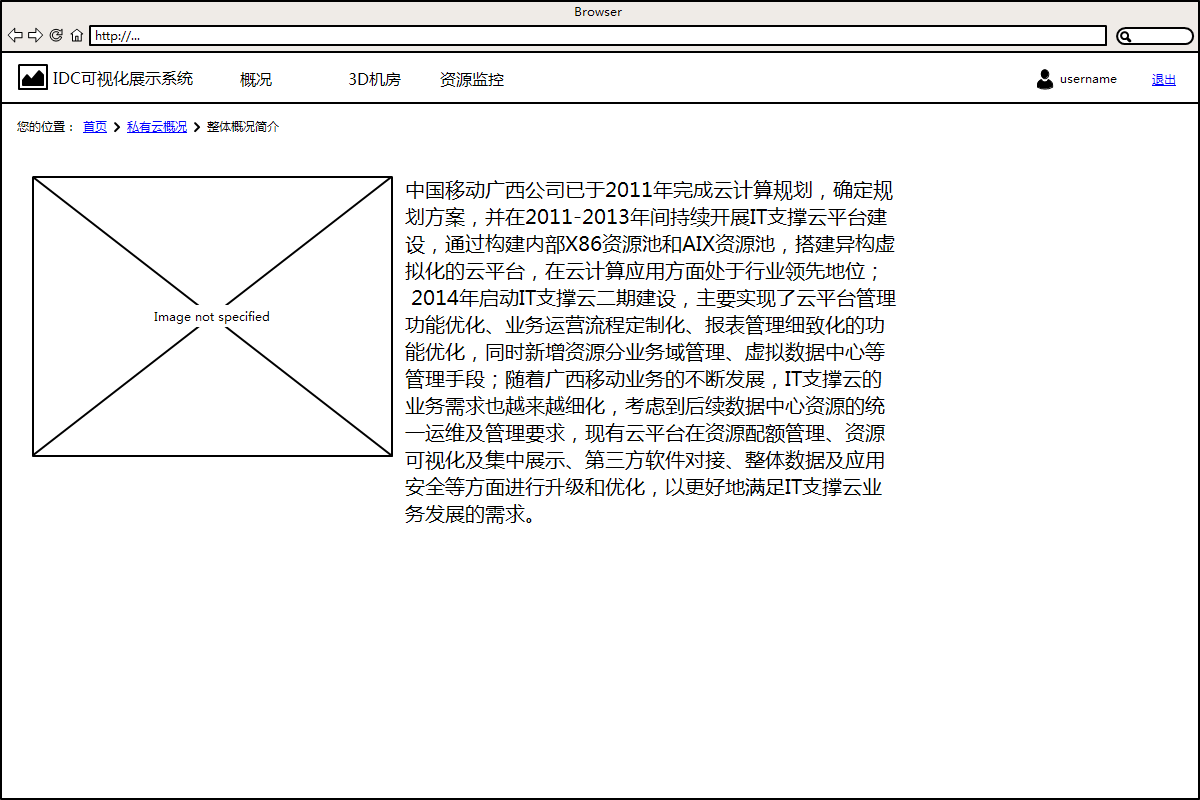 Browser
http://...
IDC可视化展示系统 概况 3D机房 资源监控 username 退出
您的位置： 首页 私有云概况 整体概况简介
Image not specified
中国移动广西公司已于2011年完成云计算规划，确定规
划方案，并在2011-2013年间持续开展IT支撑云平台建
设，通过构建内部X86资源池和AIX资源池，搭建异构虚
拟化的云平台，在云计算应用方面处于行业领先地位；
2014年启动IT支撑云二期建设，主要实现了云平台管理
功能优化、业务运营流程定制化、报表管理细致化的功
能优化，同时新增资源分业务域管理、虚拟数据中心等
管理手段；随着广西移动业务的不断发展，IT支撑云的
业务需求也越来越细化，考虑到后续数据中心资源的统
一运维及管理要求，现有云平台在资源配额管理、资源
可视化及集中展示、第三方软件对接、整体数据及应用
安全等方面进行升级和优化，以更好地满足IT支撑云业
务发展的需求。